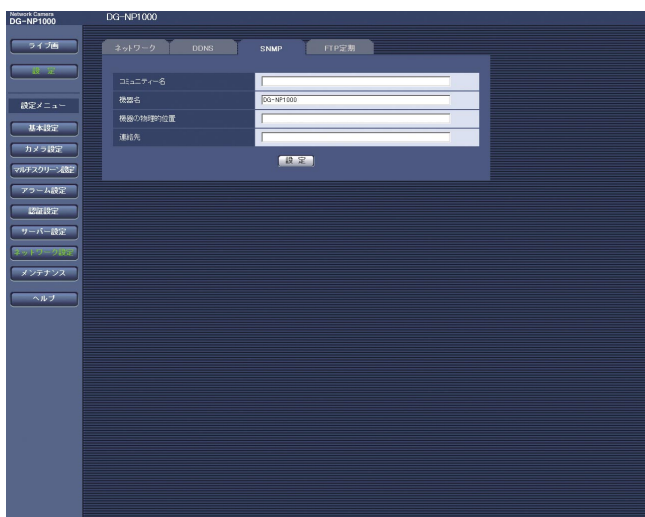 Network Camera
DG-NP1000
DG-NP1000
ライブ画
設 定
設定メニュー
基本設定
カメラ設定
マルチスクリーン設定
アラーム設定
認証設定
サーバー設定
ネットワーク設定
メンテナンス
ヘルプ
ネットワーク
DDNS
SNMP
FTP定期
コミュニティー名
機器名
DG-NP1000
機器の物理的位置
連絡先
設 定